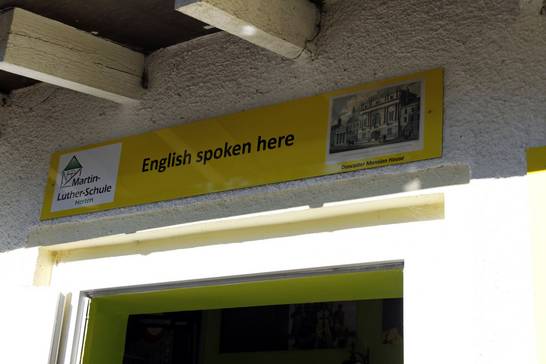 Martin-
Luther-Schule
Herten
English spoken here
Doncaster Mansion House